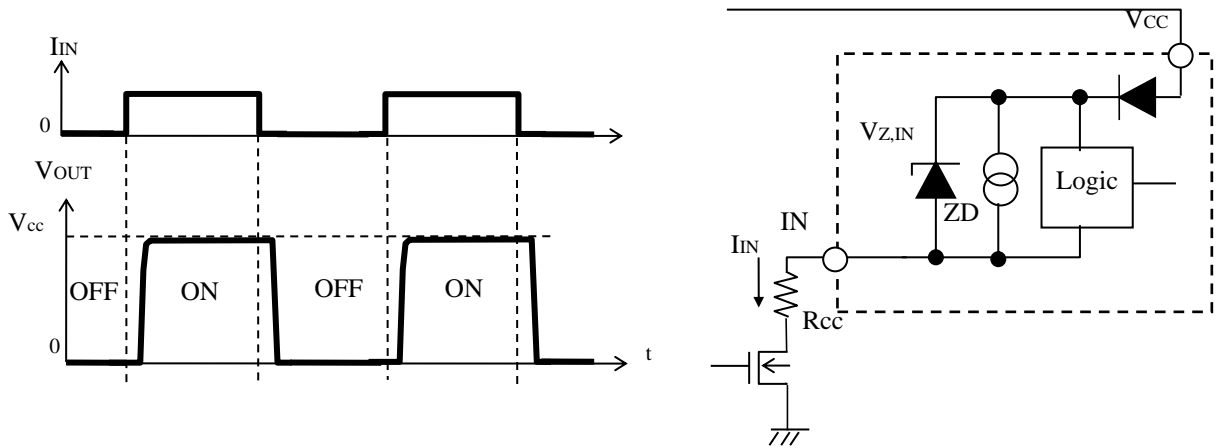 IIN
0
VOUT
Vcc
OFF
ON
OFF
ON
0
t
VCC
VZ,IN
ZD
Logic
IN
IIN
Rcc